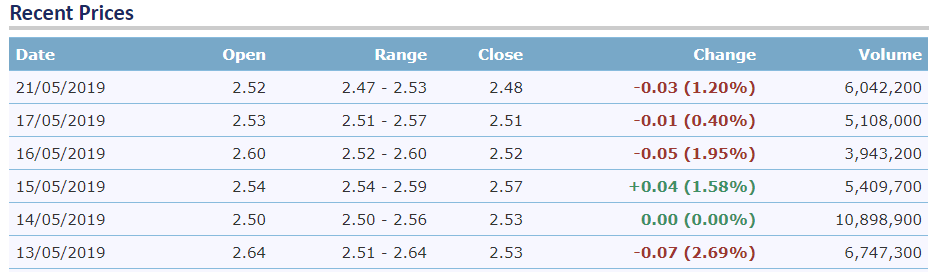 Recent Prices
Date Open Range Close Change Volume
21/05/2019 2.52 2.47 - 2.53 2.48 -0.03 (1.20%) 6,042,200
17/05/2019 2.53 2.51 - 2.57 2.51 -0.01 (0.40%) 5,108,000
16/05/2019 2.60 2.52 - 2.60 2.52 -0.05 (1.95%) 3,943,200
15/05/2019 2.54 2.54 - 2.59 2.57 +0.04 (1.58%) 5,409,700
14/05/2019 2.50 2.50 - 2.56 2.53 0.00 (0.00%) 10,898,900
13/05/2019 2.64 2.51 - 2.64 2.53 -0.07 (2.69%) 6,747,300